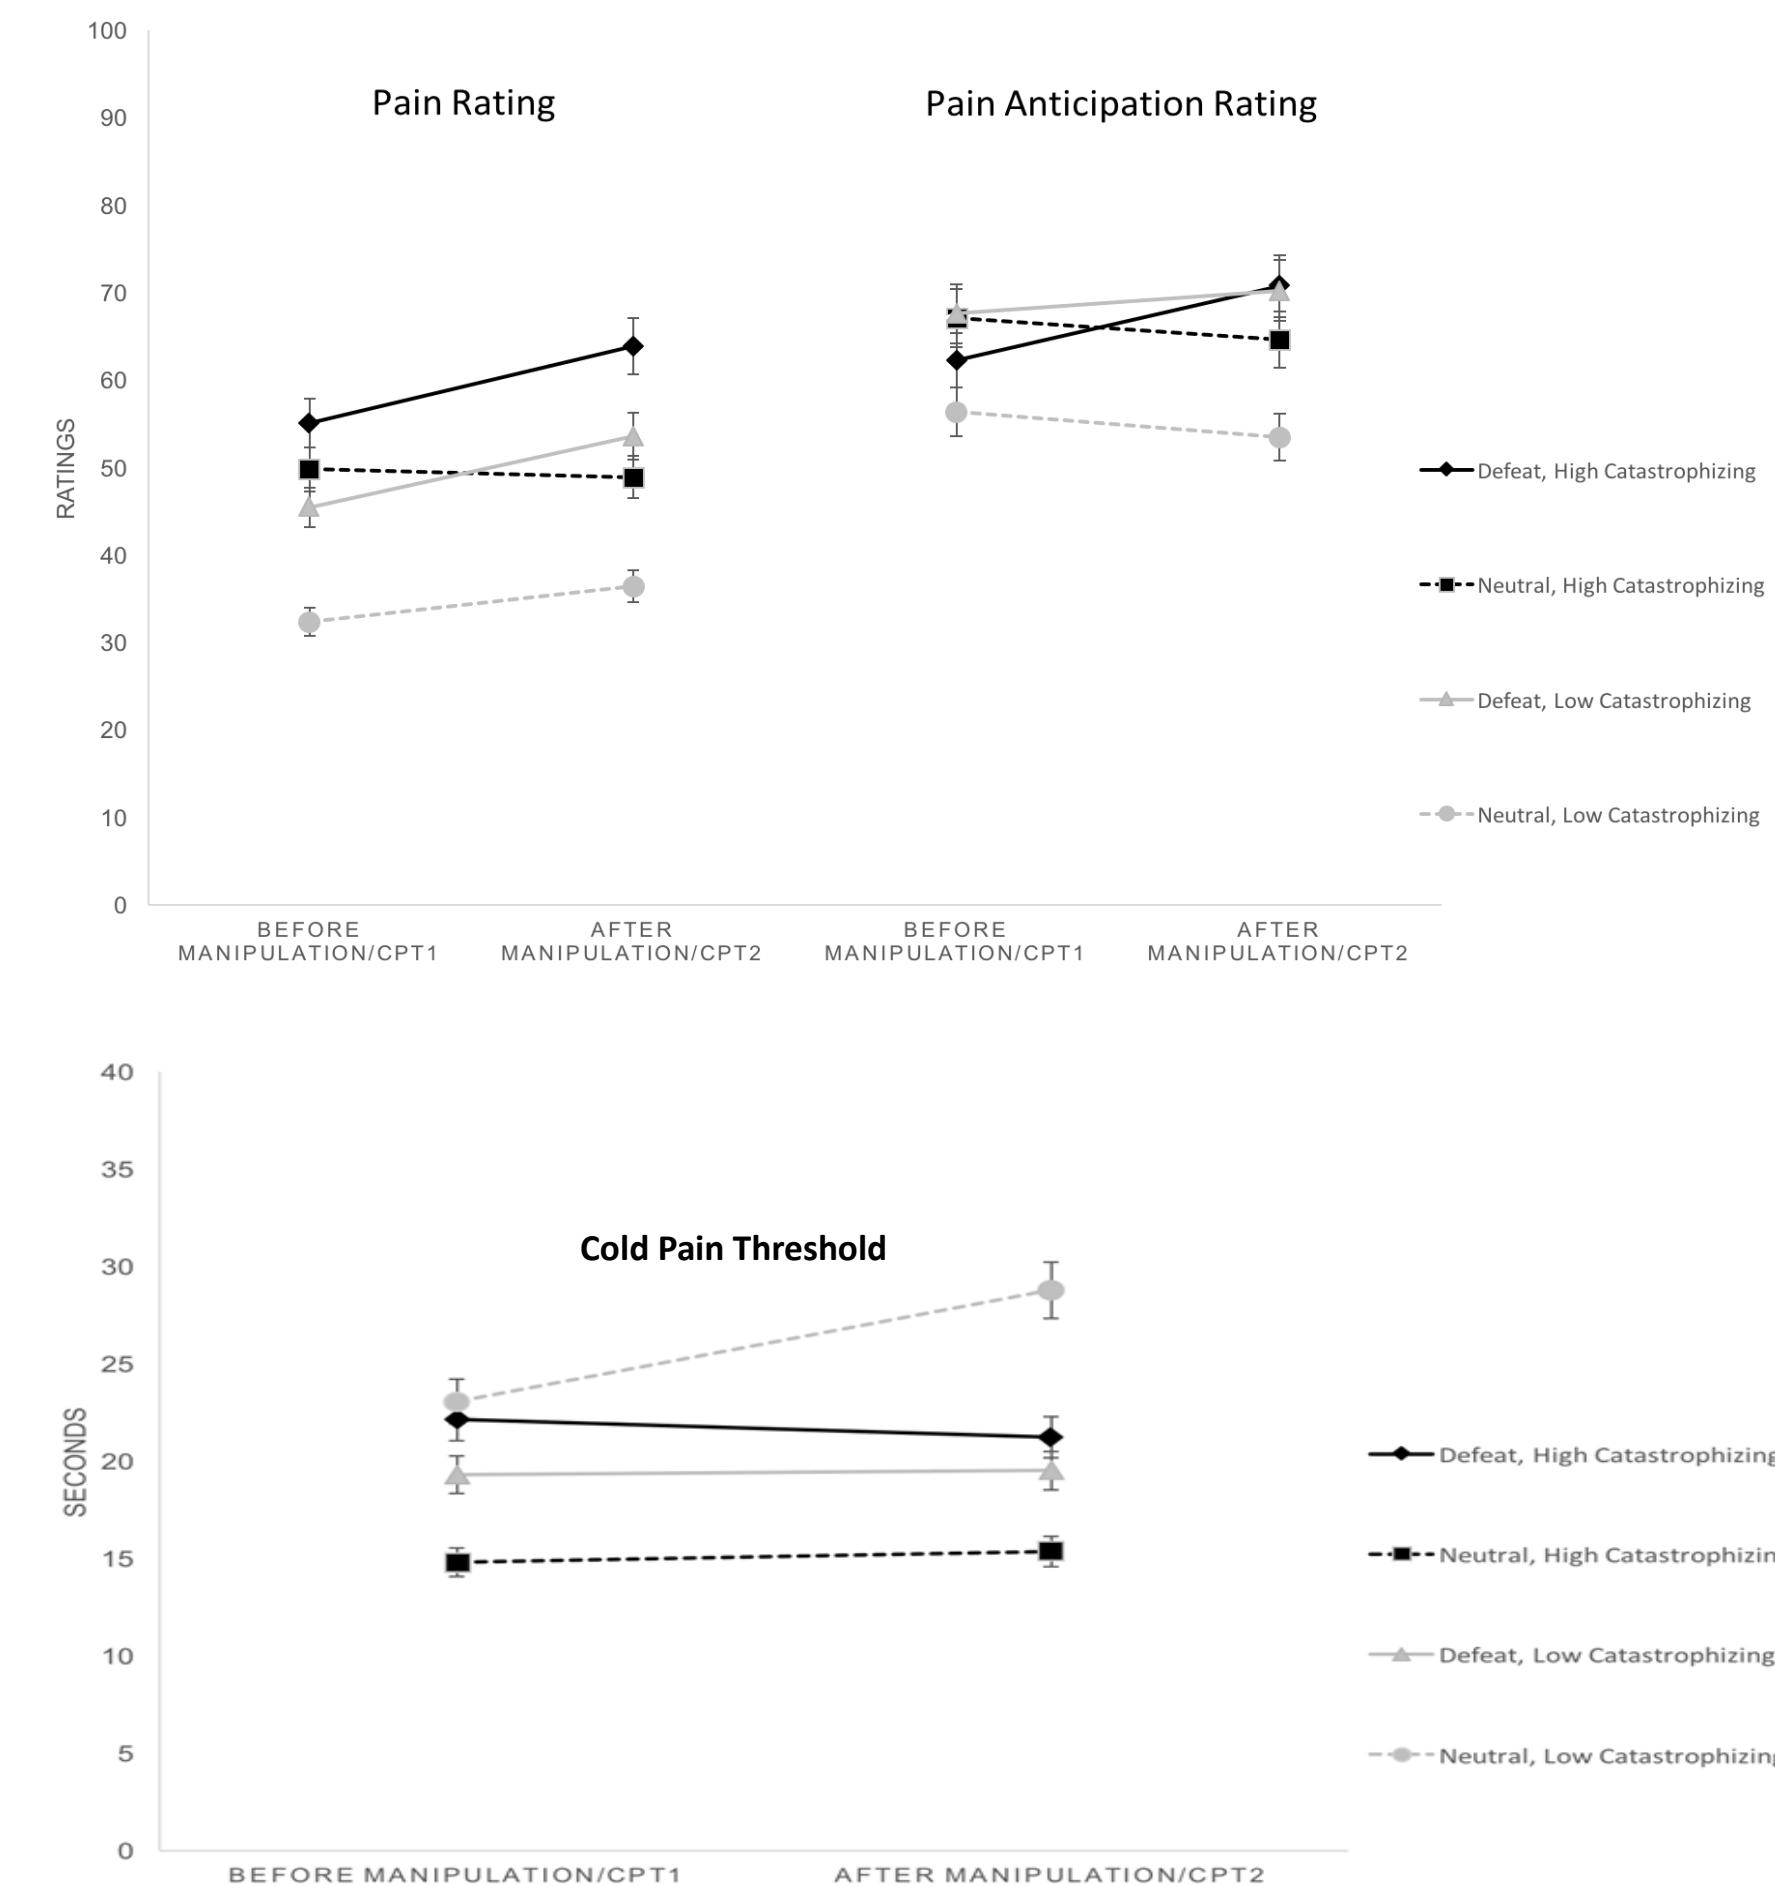 100
Pain Rating
Pain Anticipation Rating
90
80
70
60
50
40
30
20
10
0
RATINGS
BEFORE
MANIPULATION/CPT1
AFTER
MANIPULATION/CPT2
BEFORE
MANIPULATION/CPT1
AFTER
MANIPULATION/CPT2
Defeat, High Catastrophizing
Neutral, High Catastrophizing
Defeat, Low Catastrophizing
Neutral, Low Catastrophizing
40
35
30
Cold Pain Threshold
25
20
15
10
5
0
SECONDS
BEFORE MANIPULATION/CPT1
AFTER MANIPULATION/CPT2
Defeat, High Catastrophizing
Neutral, High Catastrophizin
Defeat, Low Catastrophizing
Neutral, Low Catastrophizing